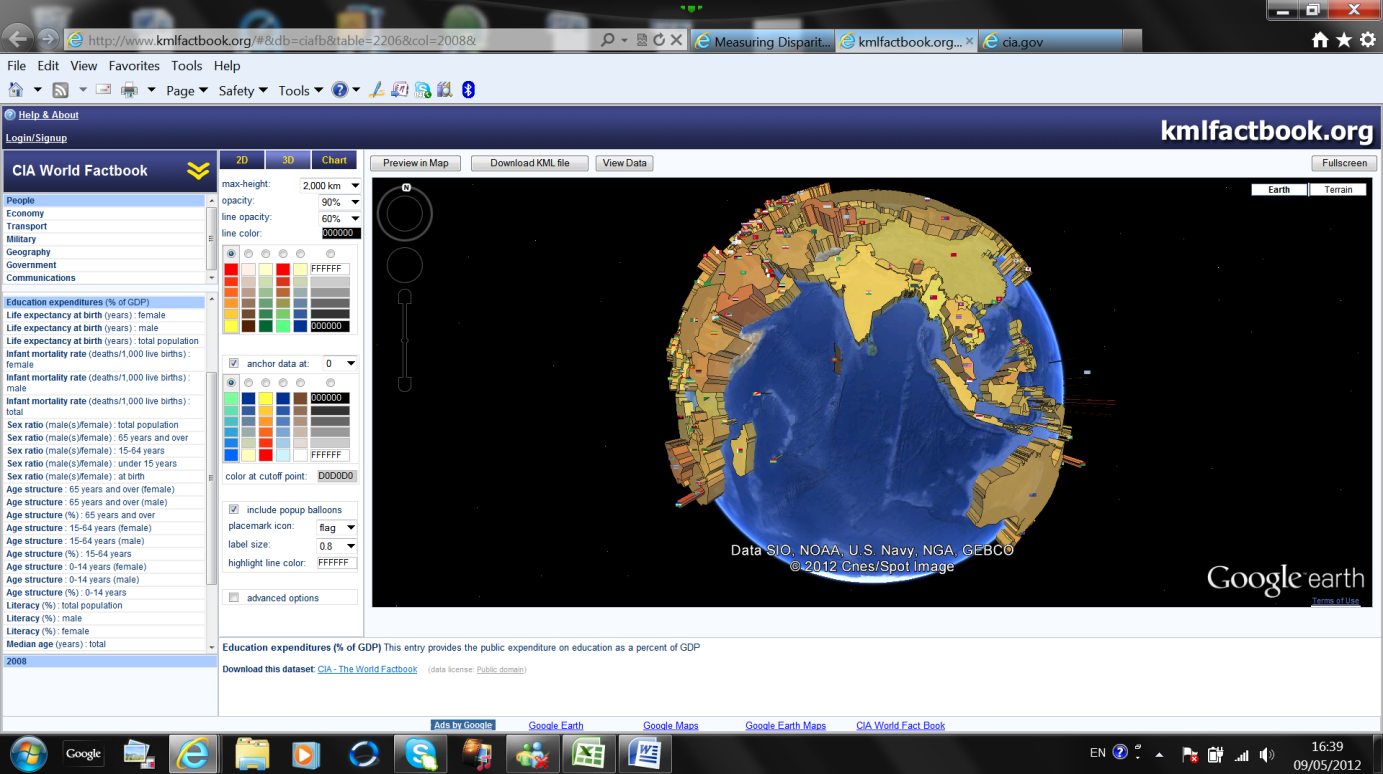 http://www.kmlfactbook.org/#&db=ciafb&table=2206&col=2008&
Measuring Disparit...
kmlfactbook.org...
cia.gov
File Edit View Favorites Tools Help
Page Safety Tools
Help & About
Login/Signup
kmlfactbook.org
CIA World Factbook
People
Economy
Transport
Military
Geography
Government
Communications
Education expenditures (% of GDP)
Life expectancy at birth (years) : female
Life expectancy at birth (years) : male
Life expectancy at birth (years) : total population
Infant mortality rate (deaths/1,000 live births) :
female
Infant mortality rate (deaths/1,000 live births) :
male
Infant mortality rate (deaths/1,000 live births) :
total
Sex ratio (male(s)/female) : total population
Sex ratio (male(s)/female) : 65 years and over
Sex ratio (male(s)/female) : 15-64 years
Sex ratio (male(s)/female) : under 15 years
Sex ratio (male(s)/female) : at birth
Age structure : 65 years and over (female)
Age structure : 65 years and over (male)
Age structure (%) : 65 years and over
Age structure : 15-64 years (female)
Age structure : 15-64 years (male)
Age structure (%) : 15-64 years
Age structure : 0-14 years (female)
Age structure : 0-14 years (male)
Age structure (%) : 0-14 years
Literacy (%) : total population
Literacy (%) : male
Literacy (%) : female
Median age (years) : total
2008
2D 3D Chart
max-height: 2,000 km
opacity: 90%
line opacity: 60%
line color: 000000
FFFFFF
000000
anchor data at: 0
000000
FFFFFF
color at cutoff point: D0D0D0
include popup balloons
placemark icon: flag
label size: 0.8
highlight line color: FFFFFF
advanced options
Preview in Map Download KML file View Data Fullscreen
N
Earth Terrain
Data SIO, NOAA, U.S. Navy, NGA, GEBCO
© 2012 Cnes/Spot Image
Google earth
Terms of Use
Education expenditures (% of GDP) This entry provides the public expenditure on education as a percent of GDP
Download this dataset: CIA - The World Factbook (data license: Public domain)
Ads by Google Google Earth Google Maps Google Earth Maps CIA World Fact Book
Google
EN
16:39
09/05/2012